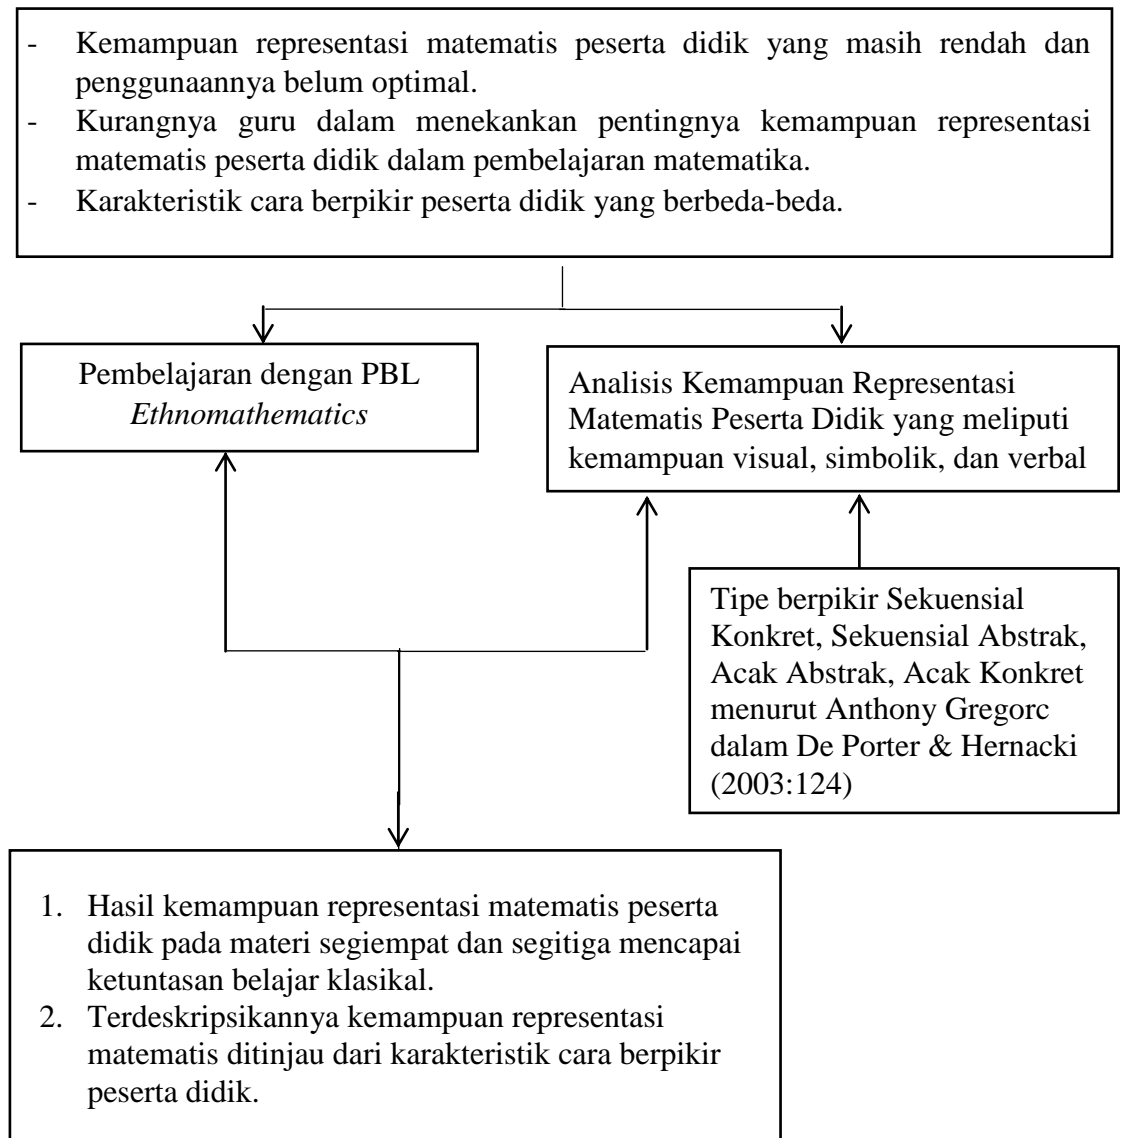 - Kemampuan representasi matematis peserta didik yang masih rendah dan
penggunaannya belum optimal.
- Kurangnya guru dalam menekankan pentingnya kemampuan representasi
matematis peserta didik dalam pembelajaran matematika.
- Karakteristik cara berpikir peserta didik yang berbeda-beda.
Pembelajaran dengan PBL
Ethnomathematics
Analisis Kemampuan Representasi
Matematis Peserta Didik yang meliputi
kemampuan visual, simbolik, dan verbal
Tipe berpikir Sekuensial
Konkret, Sekuensial Abstrak,
Acak Abstrak, Acak Konkret
menurut Anthony Gregorc
dalam De Porter & Hernacki
(2003:124)
1. Hasil kemampuan representasi matematis peserta
didik pada materi segiempat dan segitiga mencapai
ketuntasan belajar klasikal.
2. Terdeskripsikannya kemampuan representasi
matematis ditinjau dari karakteristik cara berpikir
peserta didik.